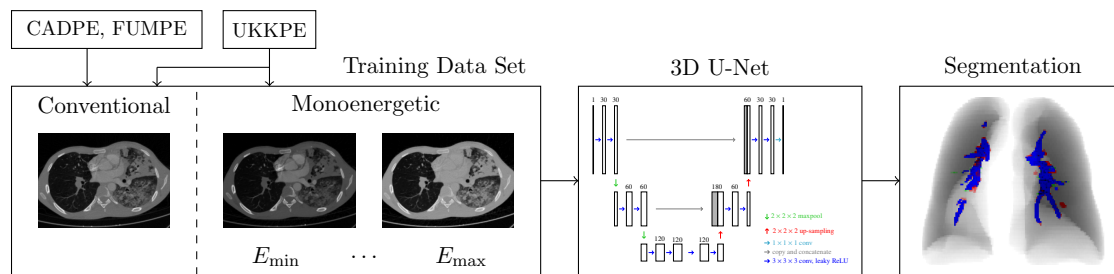 CADPE, FUMPE
UKKPE
Training Data Set
3D U-Net
Segmentation
Conventional
Monoenergetic
E_min
...
E_max
1 30 30
60 30 30 1
60 60
180 60
120 120 120
2 × 2 × 2 maxpool
2 × 2 × 2 up-sampling
1 × 1 × 1 conv
copy and concatenate
3 × 3 × 3 conv, leaky ReLU